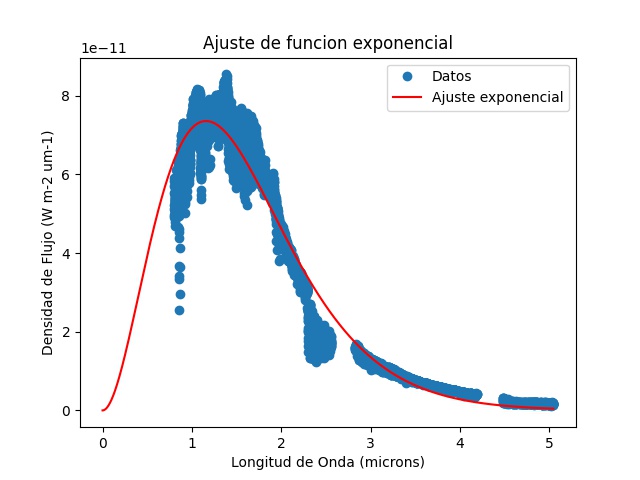 Ajuste de funcion exponencial
1e−11
Datos
Ajuste exponencial
8
6
4
2
0
Densidad de Flujo (W m-2 um-1)
0 1 2 3 4 5
Longitud de Onda (microns)